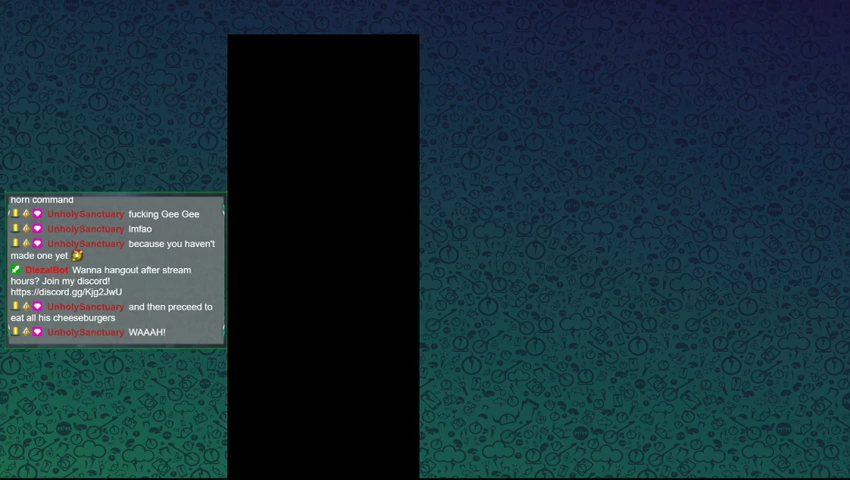 horn command
UnholySanctuary fucking Gee Gee
UnholySanctuary lmfao
UnholySanctuary because you haven't
made one yet
DiezalBot Wanna hangout after stream
hours? Join my discord!
https://discord.gg/Kjg2JwU
UnholySanctuary and then preceed to
eat all his cheeseburgers
UnholySanctuary WAAAH!